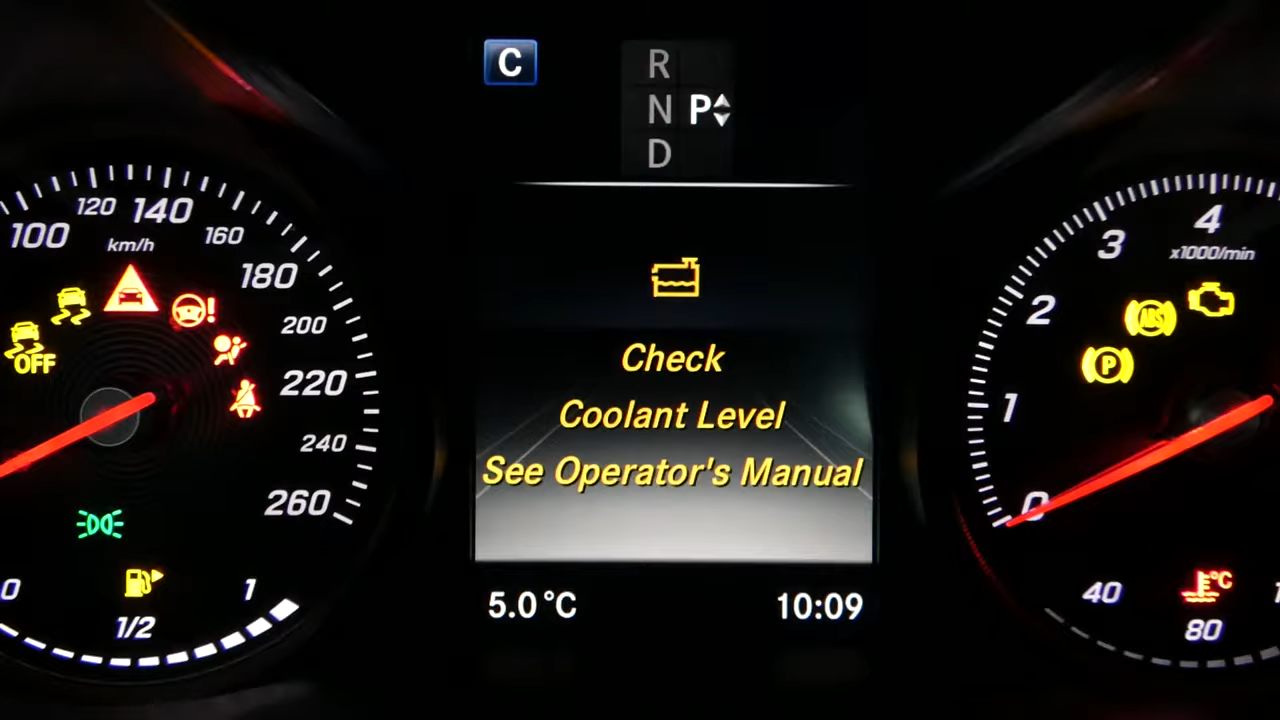 C
R
N P
D
100
120
140
160
km/h
180
200
220
240
260
OFF
0
1/2
1
Check
Coolant Level
See Operator's Manual
5.0°C
10:09
0
1
2
3
4
x1000/min
ABS
P
°C
40
80